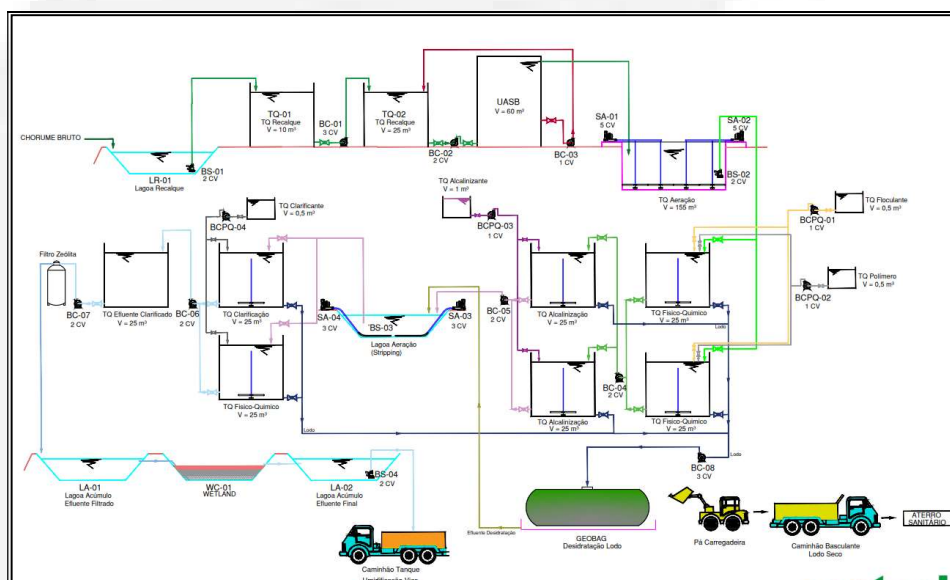 CHORUME BRUTO
LR-01
Lagoa Recalque
BS-01
2 CV
TQ-01
TQ Recalque
V = 10 m³
BC-01
3 CV
TQ-02
TQ Recalque
V = 25 m³
BC-02
2 CV
UASB
V = 60 m³
BC-03
1 CV
SA-01
5 CV
SA-02
5 CV
BS-02
2 CV
TQ Aeração
V = 155 m³
TQ Clarificante
V = 0,5 m³
BCPQ-04
1 CV
TQ Alcalinizante
V = 1 m³
BCPQ-03
1 CV
BCPQ-01
1 CV
TQ Floculante
V = 0,5 m³
BCPQ-02
1 CV
TQ Polímero
V = 0,5 m³
Filtro Zeólita
BC-07
2 CV
TQ Efluente Clarificado
V = 25 m³
BC-06
2 CV
TQ Clarificação
V = 25 m³
SA-04
3 CV
BS-03
SA-03
3 CV
Lagoa Aeração
(Stripping)
BC-05
2 CV
TQ Alcalinização
V = 25 m³
TQ Fisico-Quimico
V = 25 m³
Lodo
TQ Fisico-Quimico
V = 25 m³
Lodo
TQ Alcalinização
V = 25 m³
BC-04
2 CV
TQ Fisico-Quimico
V = 25 m³
Lodo
BC-08
3 CV
LA-01
Lagoa Acúmulo
Efluente Filtrado
WC-01
WETLAND
LA-02
Lagoa Acúmulo
Efluente Final
BS-04
2 CV
Caminhão Tanque
Efluente Desidratação
GEOBAG
Desidratação Lodo
Pá Carregadeira
Caminhão Basculante
Lodo Seco
ATERRO
SANITÁRIO